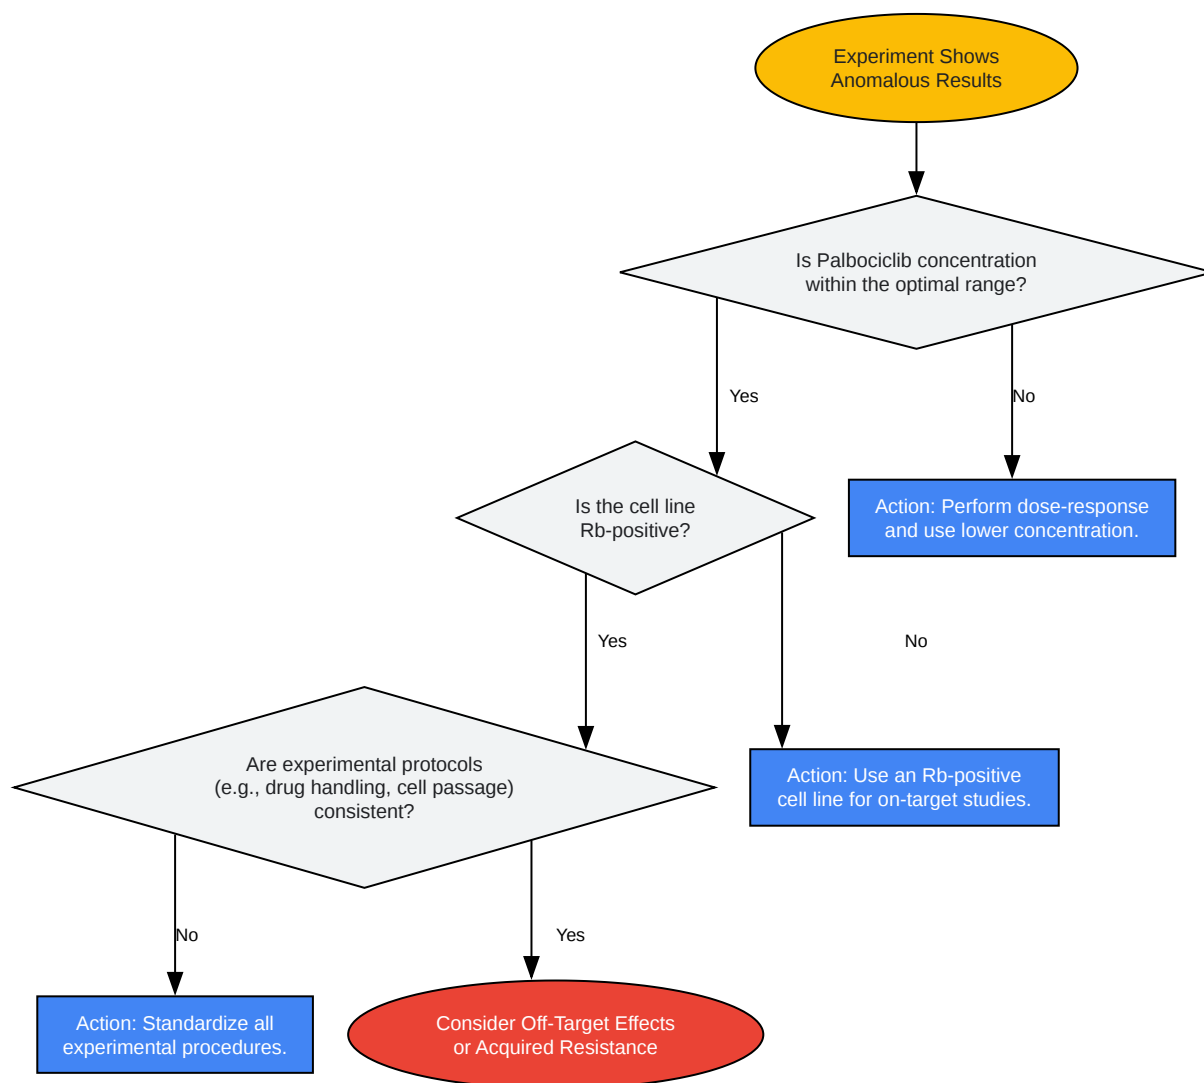 Experiment Shows
Anomalous Results
Is Palbociclib concentration
within the optimal range?
Yes
No
Is the cell line
Rb-positive?
Action: Perform dose-response
and use lower concentration.
Yes
No
Are experimental protocols
(e.g., drug handling, cell passage)
consistent?
Action: Use an Rb-positive
cell line for on-target studies.
No
Yes
Action: Standardize all
experimental procedures.
Consider Off-Target Effects
or Acquired Resistance